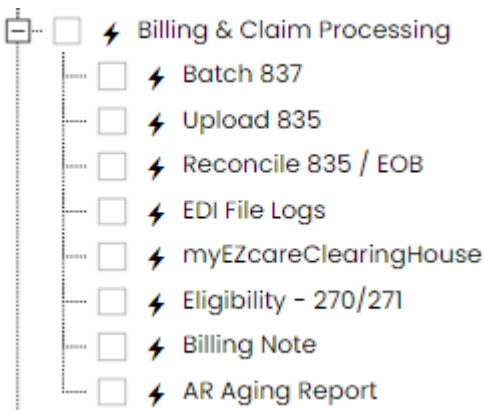 Billing & Claim Processing
Batch 837
Upload 835
Reconcile 835 / EOB
EDI File Logs
myEZcareClearingHouse
Eligibility - 270/271
Billing Note
AR Aging Report